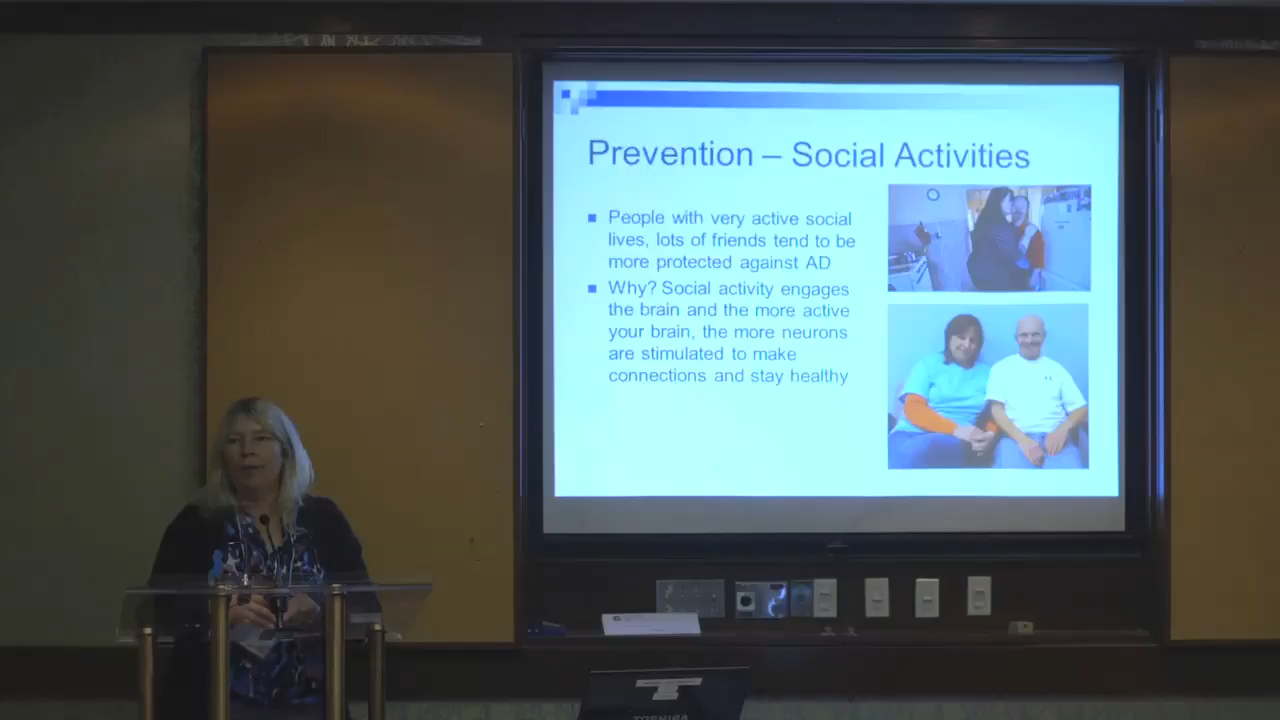 Prevention – Social Activities
People with very active social
lives, lots of friends tend to be
more protected against AD
Why? Social activity engages
the brain and the more active
your brain, the more neurons
are stimulated to make
connections and stay healthy
TOSHIBA